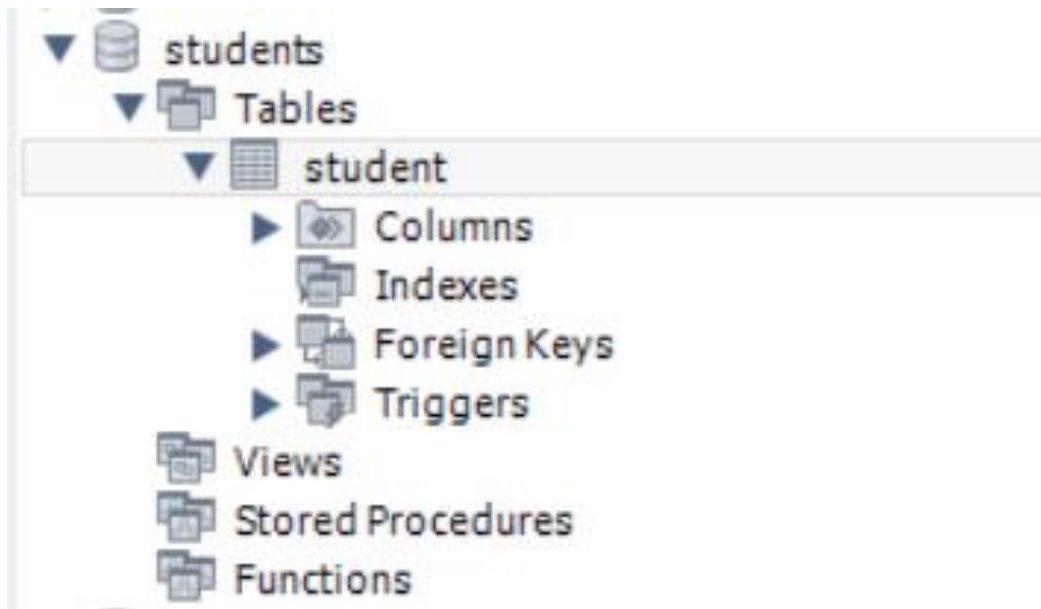 students
Tables
student
Columns
Indexes
Foreign Keys
Triggers
Views
Stored Procedures
Functions